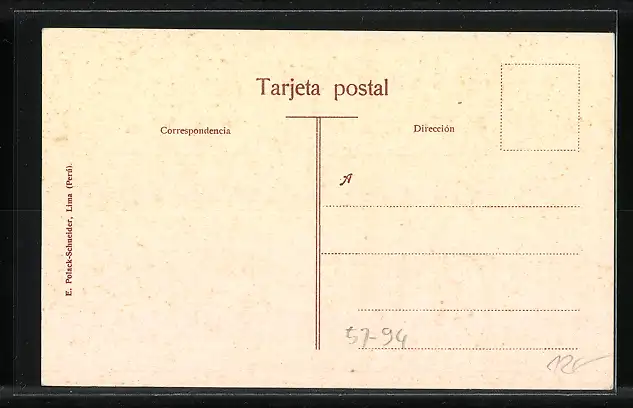 Tarjeta postal
Correspondencia
Dirección
A
E. Polack-Schneider, Lima (Perú).
57-94